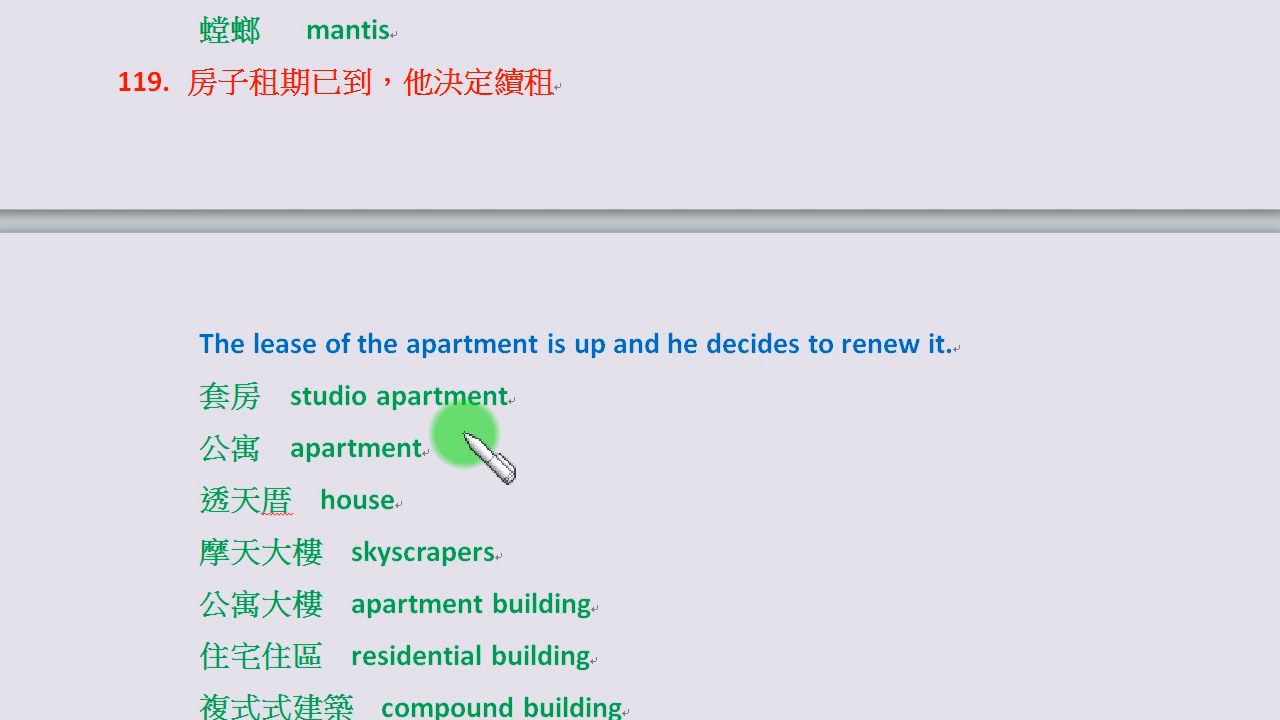 螳螂 mantis
119. 房子租期已到，他決定續租
The lease of the apartment is up and he decides to renew it.
套房 studio apartment
公寓 apartment
透天厝 house
摩天大樓 skyscrapers
公寓大樓 apartment building
住宅住區 residential building
複式式建築 compound building